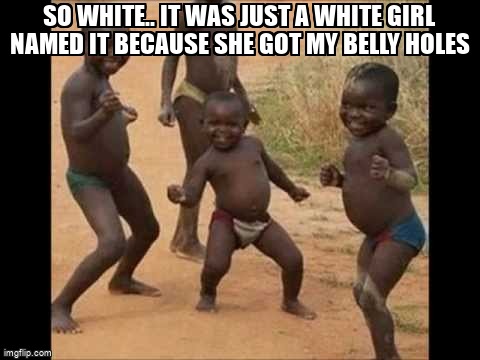 SO WHITE.. IT WAS JUST A WHITE GIRL
NAMED IT BECAUSE SHE GOT MY BELLY HOLES
imgflip.com